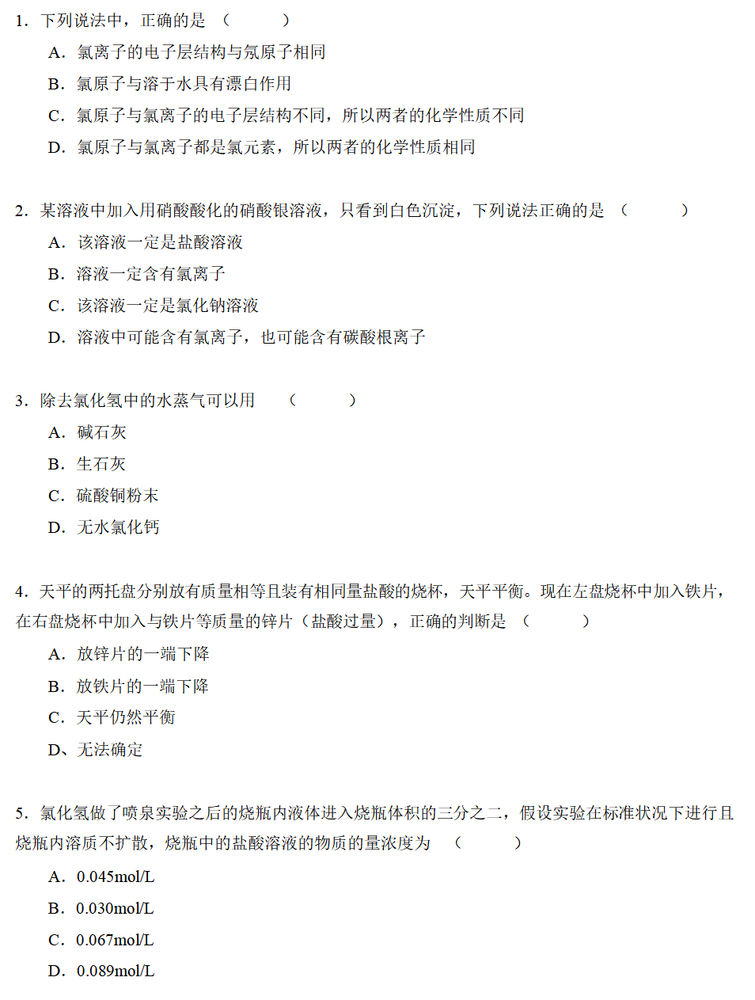 1．下列说法中，正确的是 （　　　）
A．氯离子的电子层结构与氖原子相同
B．氯原子与溶于水具有漂白作用
C．氯原子与氯离子的电子层结构不同，所以两者的化学性质不同
D．氯原子与氯离子都是氯元素，所以两者的化学性质相同
2．某溶液中加入用硝酸酸化的硝酸银溶液，只看到白色沉淀，下列说法正确的是 （　　　）
A．该溶液一定是盐酸溶液
B．溶液一定含有氯离子
C．该溶液一定是氯化钠溶液
D．溶液中可能含有氯离子，也可能含有碳酸根离子
3．除去氯化氢中的水蒸气可以用 （　　　）
A．碱石灰
B．生石灰
C．硫酸铜粉末
D．无水氯化钙
4．天平的两托盘分别放有质量相等且装有相同量盐酸的烧杯，天平平衡。现在左盘烧杯中加入铁片，
在右盘烧杯中加入与铁片等质量的锌片（盐酸过量），正确的判断是 （　　　）
A．放锌片的一端下降
B．放铁片的一端下降
C．天平仍然平衡
D、无法确定
5．氯化氢做了喷泉实验之后的烧瓶内液体进入烧瓶体积的三分之二，假设实验在标准状况下进行且
烧瓶内溶质不扩散，烧瓶中的盐酸溶液的物质的量浓度为 （　　　）
A．0.045mol/L
B．0.030mol/L
C．0.067mol/L
D．0.089mol/L